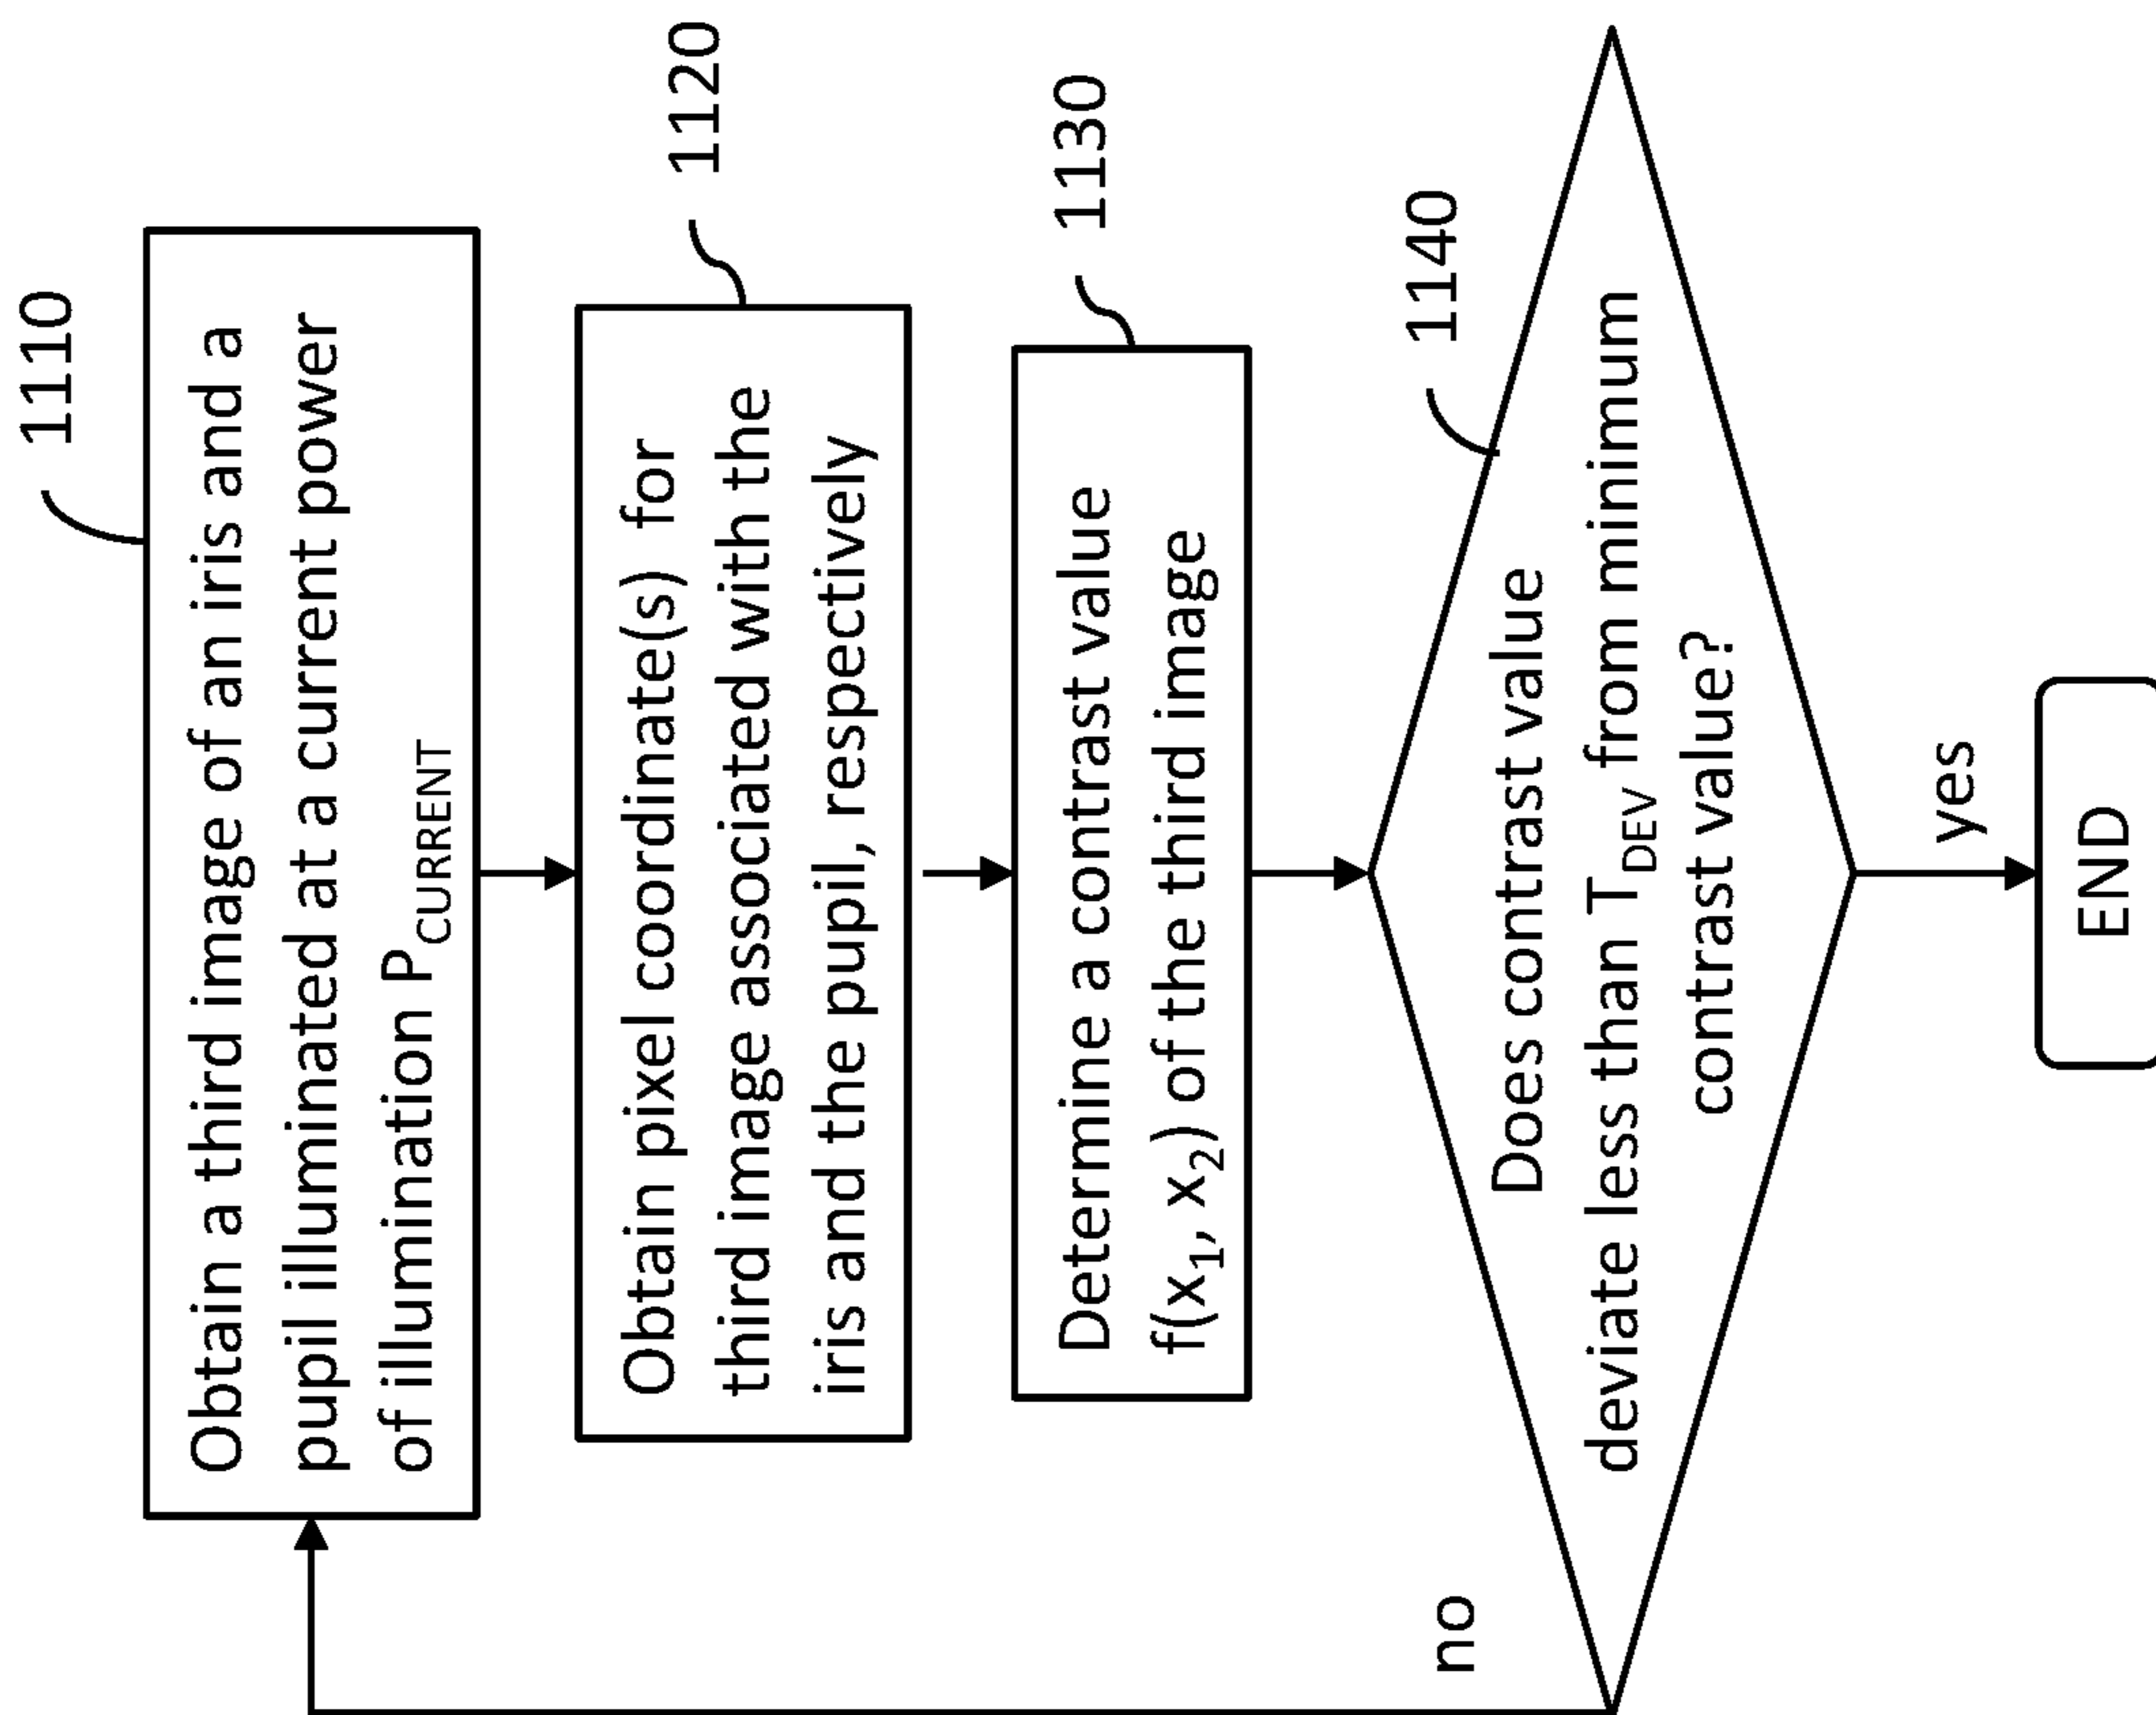 1110
Obtain a third image of an iris and a
pupil illuminated at a current power
of illumination P_CURRENT
1120
Obtain pixel coordinate(s) for
third image associated with the
iris and the pupil, respectively
1130
Determine a contrast value
f(x₁, x₂) of the third image
1140
Does contrast value
deviate less than T_DEV from minimum
contrast value?
no
yes
END